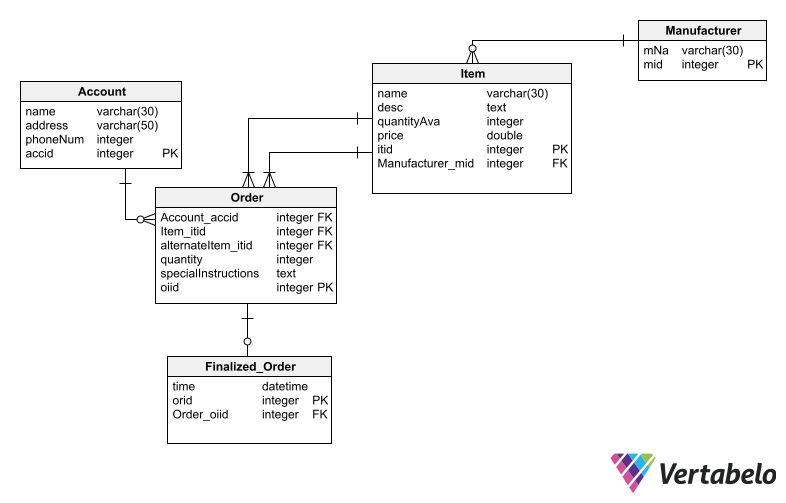 Manufacturer
mNa varchar(30)
mid integer PK
Item
name varchar(30)
desc text
quantityAva integer
price double
itid integer PK
Manufacturer_mid integer FK
Account
name varchar(30)
address varchar(50)
phoneNum integer
accid integer PK
Order
Account_accid integer FK
Item_itid integer FK
alternateItem_itid integer FK
quantity integer
specialInstructions text
oiid integer PK
Finalized_Order
time datetime
orid integer PK
Order_oiid integer FK
Vertabelo